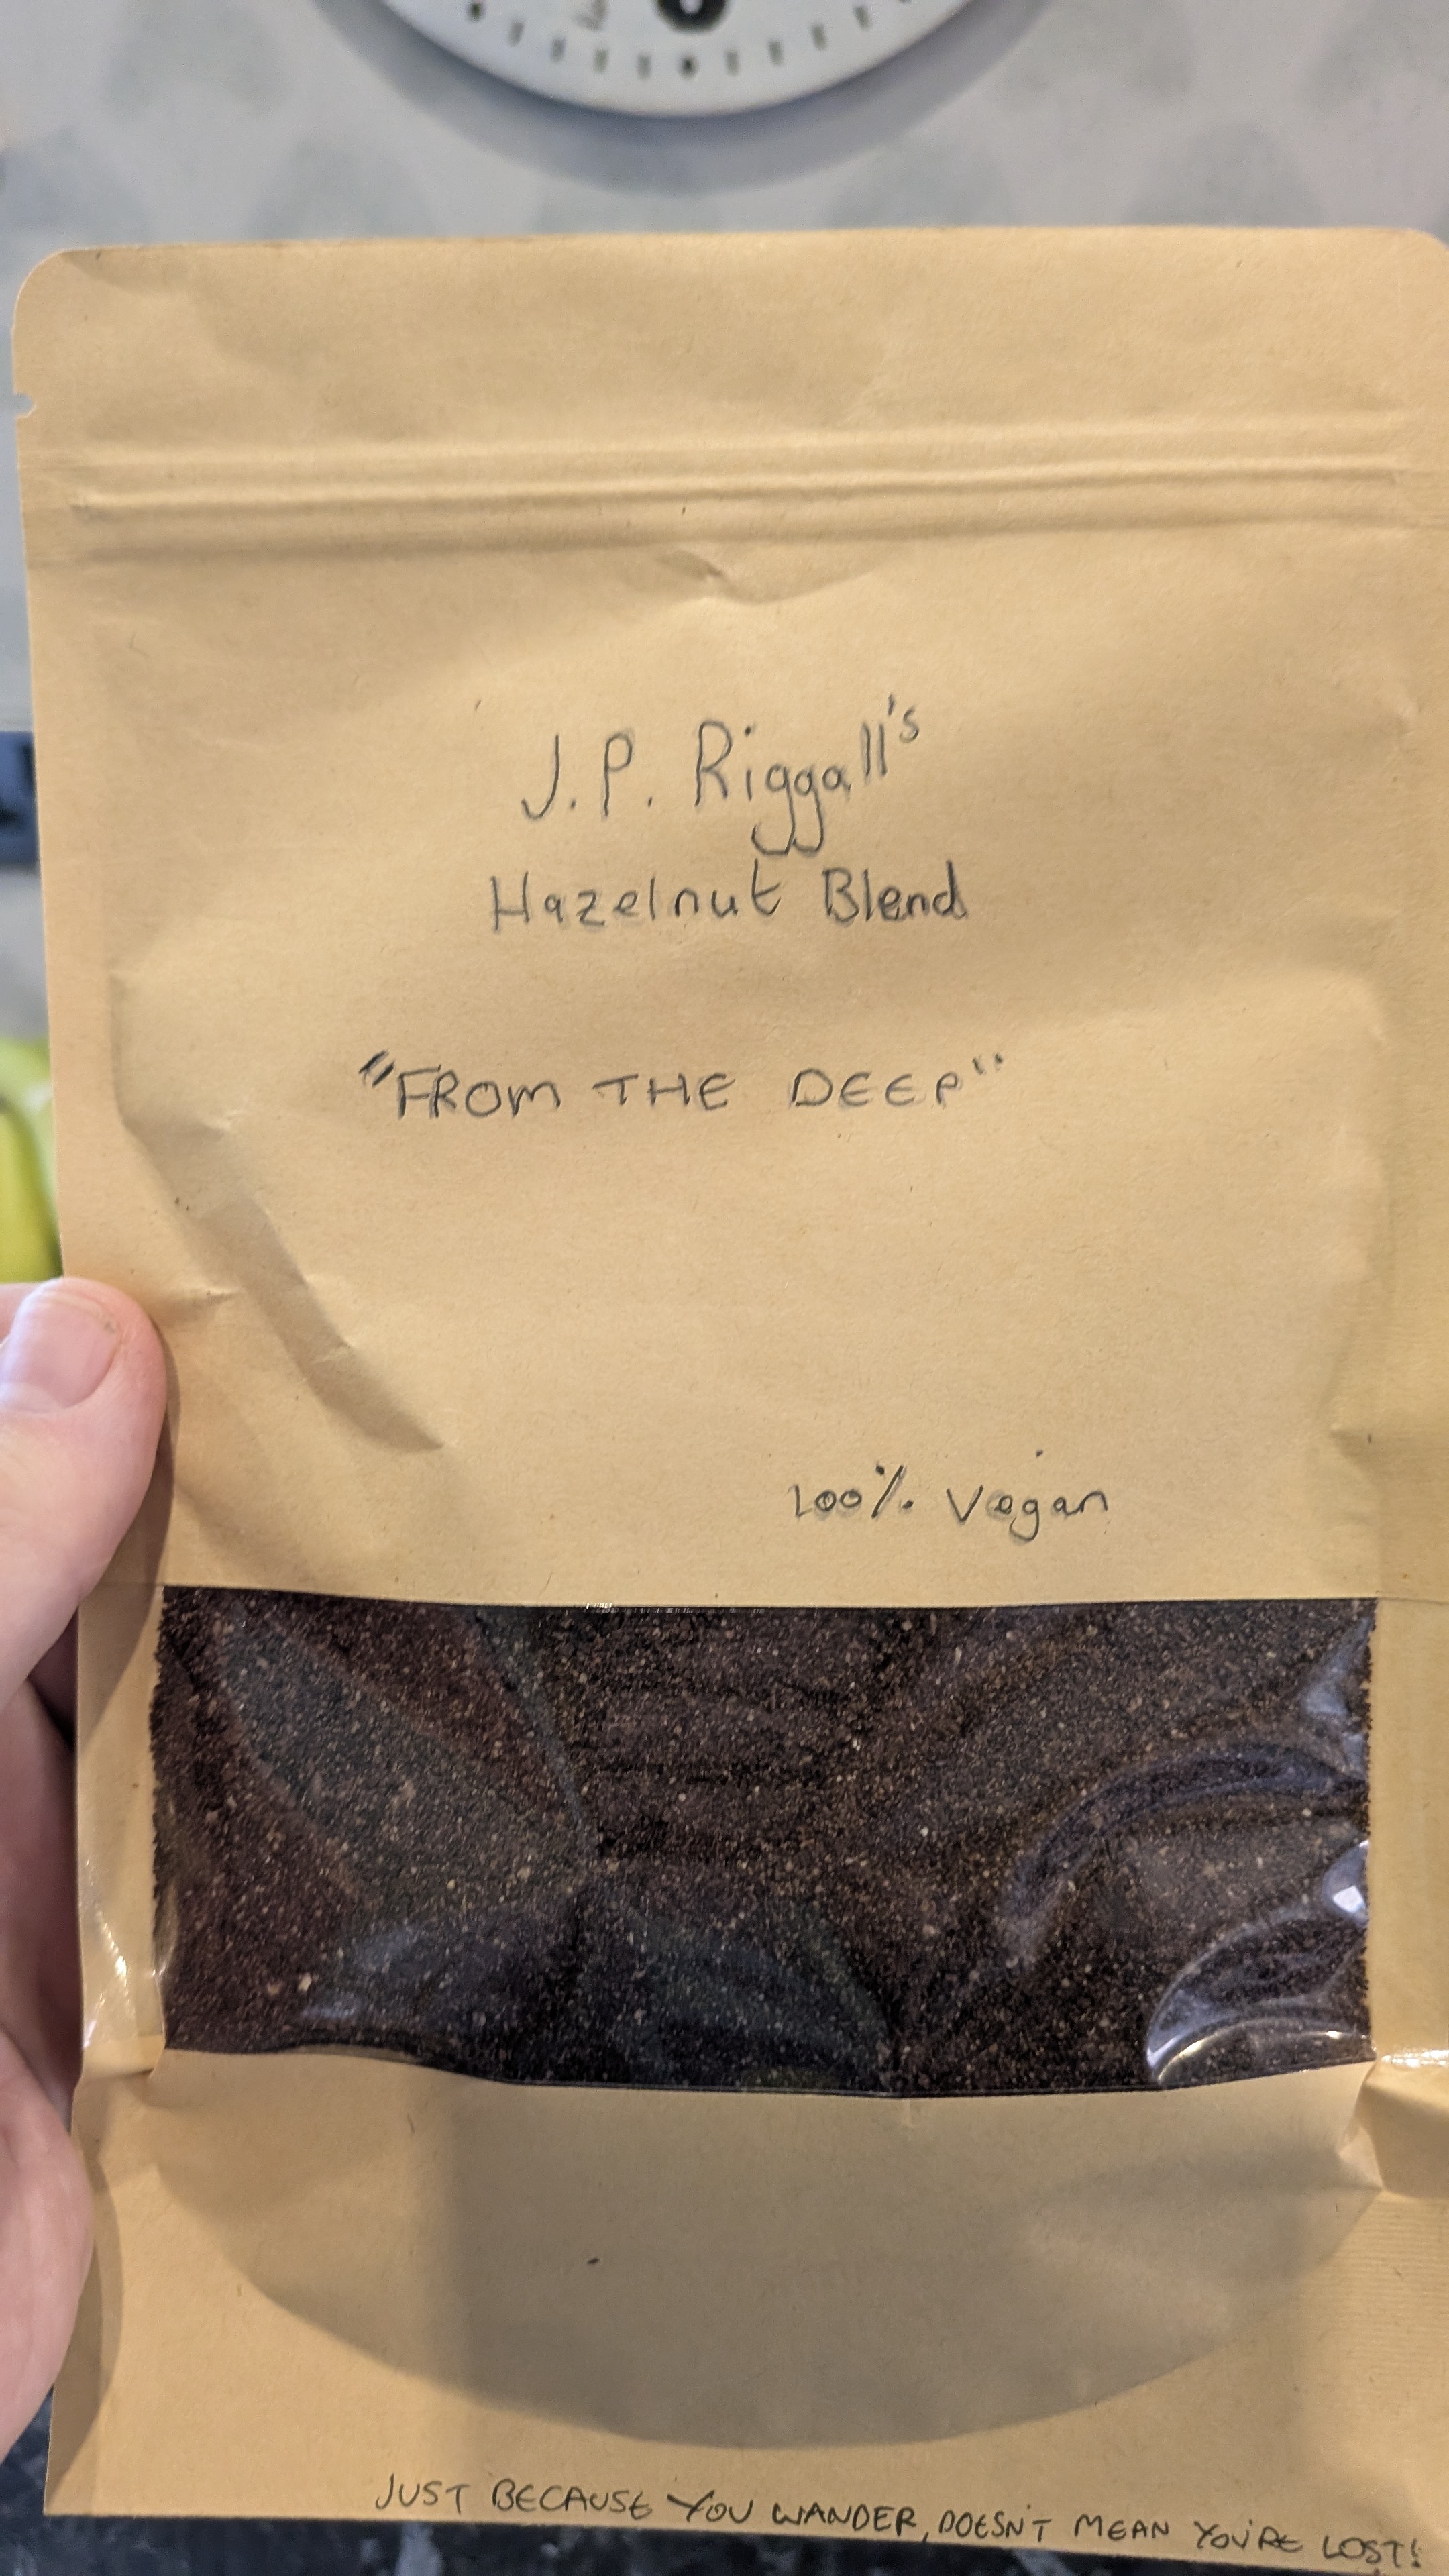 J.P. Riggall's
Hazelnut Blend
"FROM THE DEEP"
100% Vegan
JUST BECAUSE YOU WANDER, DOESN'T MEAN YOU'RE LOST!